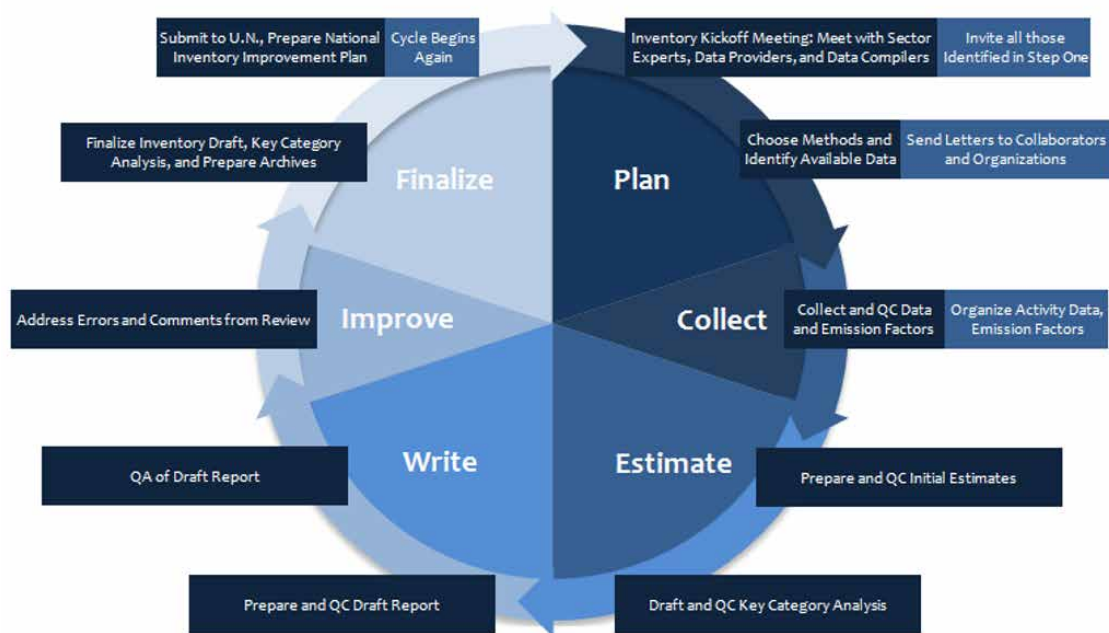 Submit to U.N., Prepare National
Inventory Improvement Plan
Cycle Begins
Again
Inventory Kickoff Meeting: Meet with Sector
Experts, Data Providers, and Data Compilers
Invite all those
Identified in Step One
Finalize Inventory Draft, Key Category
Analysis, and Prepare Archives
Choose Methods and
Identify Available Data
Send Letters to Collaborators
and Organizations
Finalize
Plan
Address Errors and Comments from Review
Improve
Collect
Collect and QC Data
and Emission Factors
Organize Activity Data,
Emission Factors
QA of Draft Report
Write
Estimate
Prepare and QC Initial Estimates
Prepare and QC Draft Report
Draft and QC Key Category Analysis